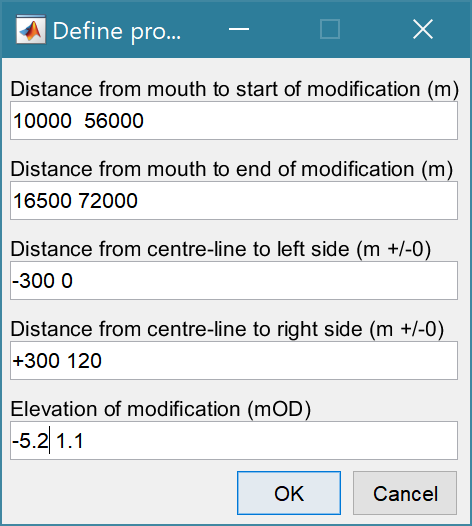 Define pro...
Distance from mouth to start of modification (m)
10000  56000
Distance from mouth to end of modification (m)
16500 72000
Distance from centre-line to left side (m +/-0)
-300 0
Distance from centre-line to right side (m +/-0)
+300 120
Elevation of modification (mOD)
-5.2 1.1
OK Cancel